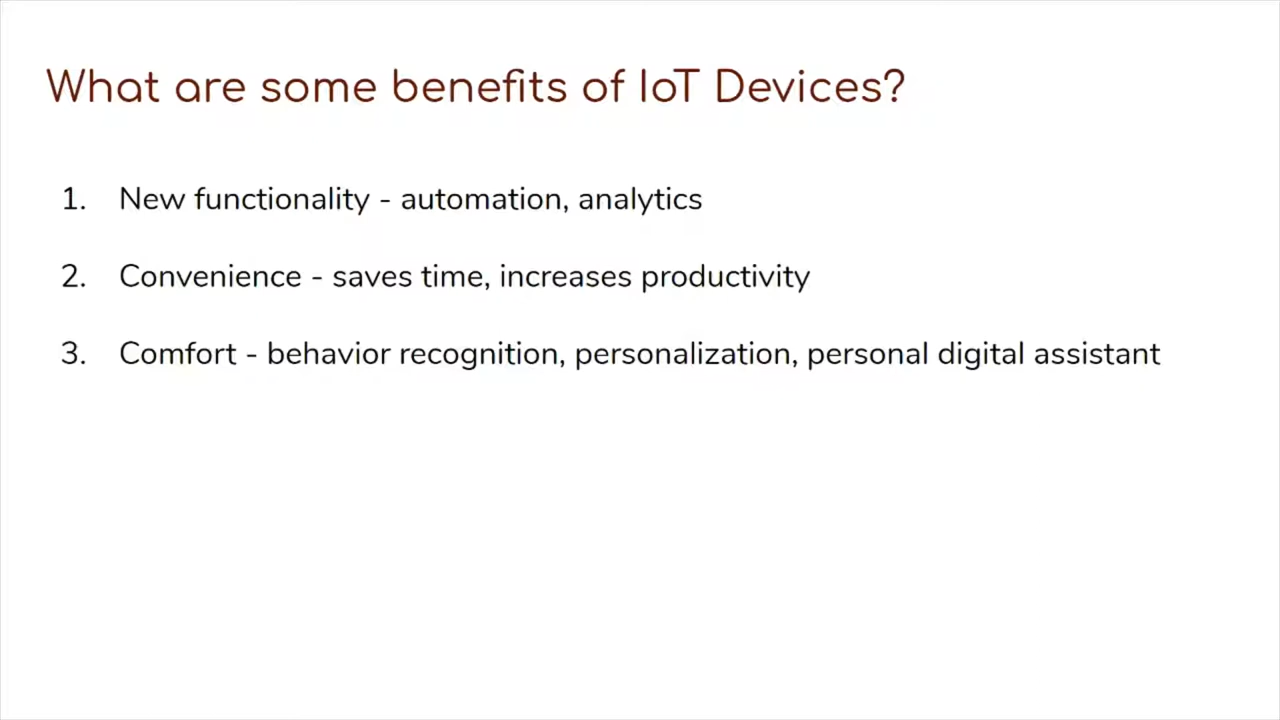 What are some benefits of IoT Devices?
1. New functionality - automation, analytics
2. Convenience - saves time, increases productivity
3. Comfort - behavior recognition, personalization, personal digital assistant